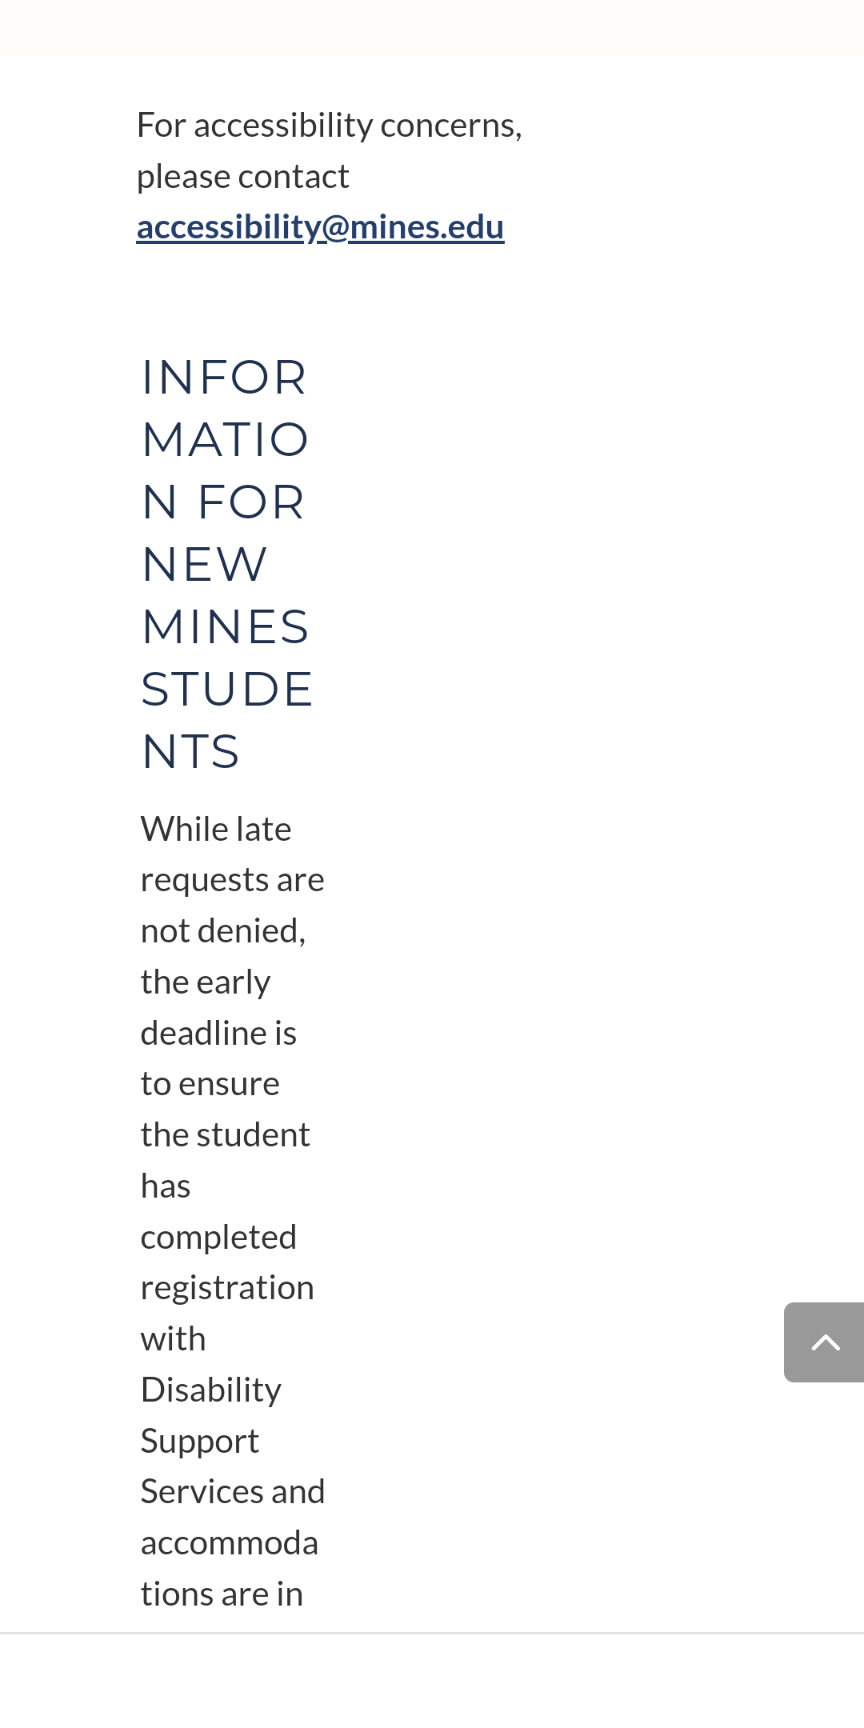 For accessibility concerns,
please contact
accessibility@mines.edu
INFOR
MATIO
N FOR
NEW
MINES
STUDE
NTS
While late
requests are
not denied,
the early
deadline is
to ensure
the student
has
completed
registration
with
Disability
Support
Services and
accommoda
tions are in